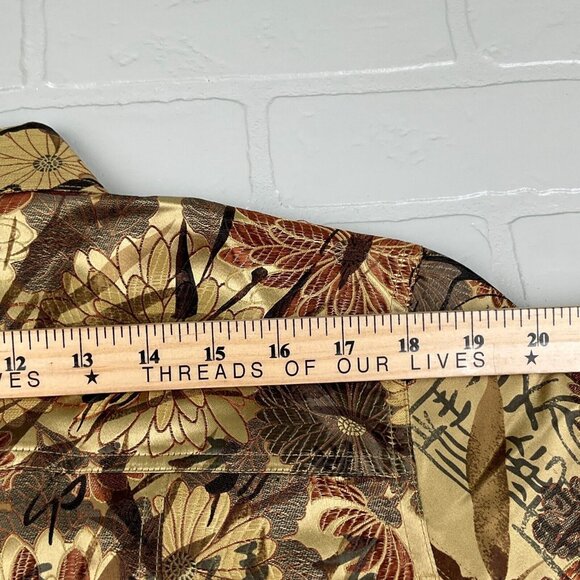 12 13 14 15 16 17 18 19 20
VES ★ THREADS OF OUR LIVES ★